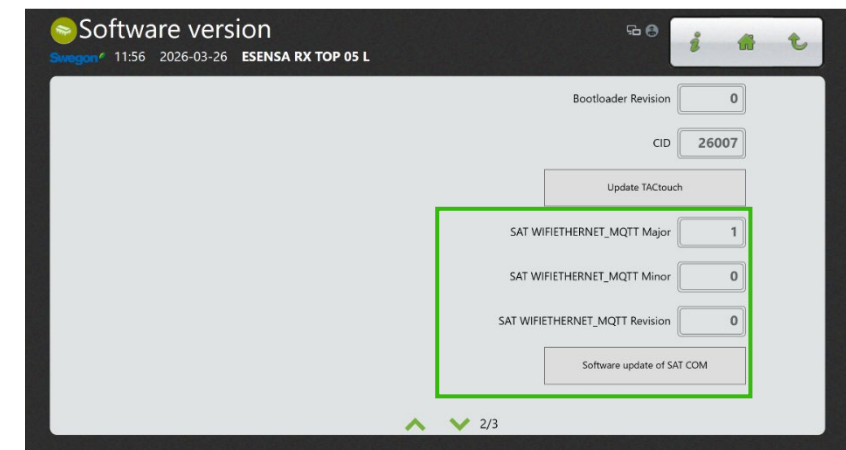 Software version
Swegon 11:56 2026-03-26 ESENSA RX TOP 05 L
Bootloader Revision 0
CID 26007
Update TACtouch
SAT WIFIETHERNET_MQTT Major 1
SAT WIFIETHERNET_MQTT Minor 0
SAT WIFIETHERNET_MQTT Revision 0
Software update of SAT COM
2/3